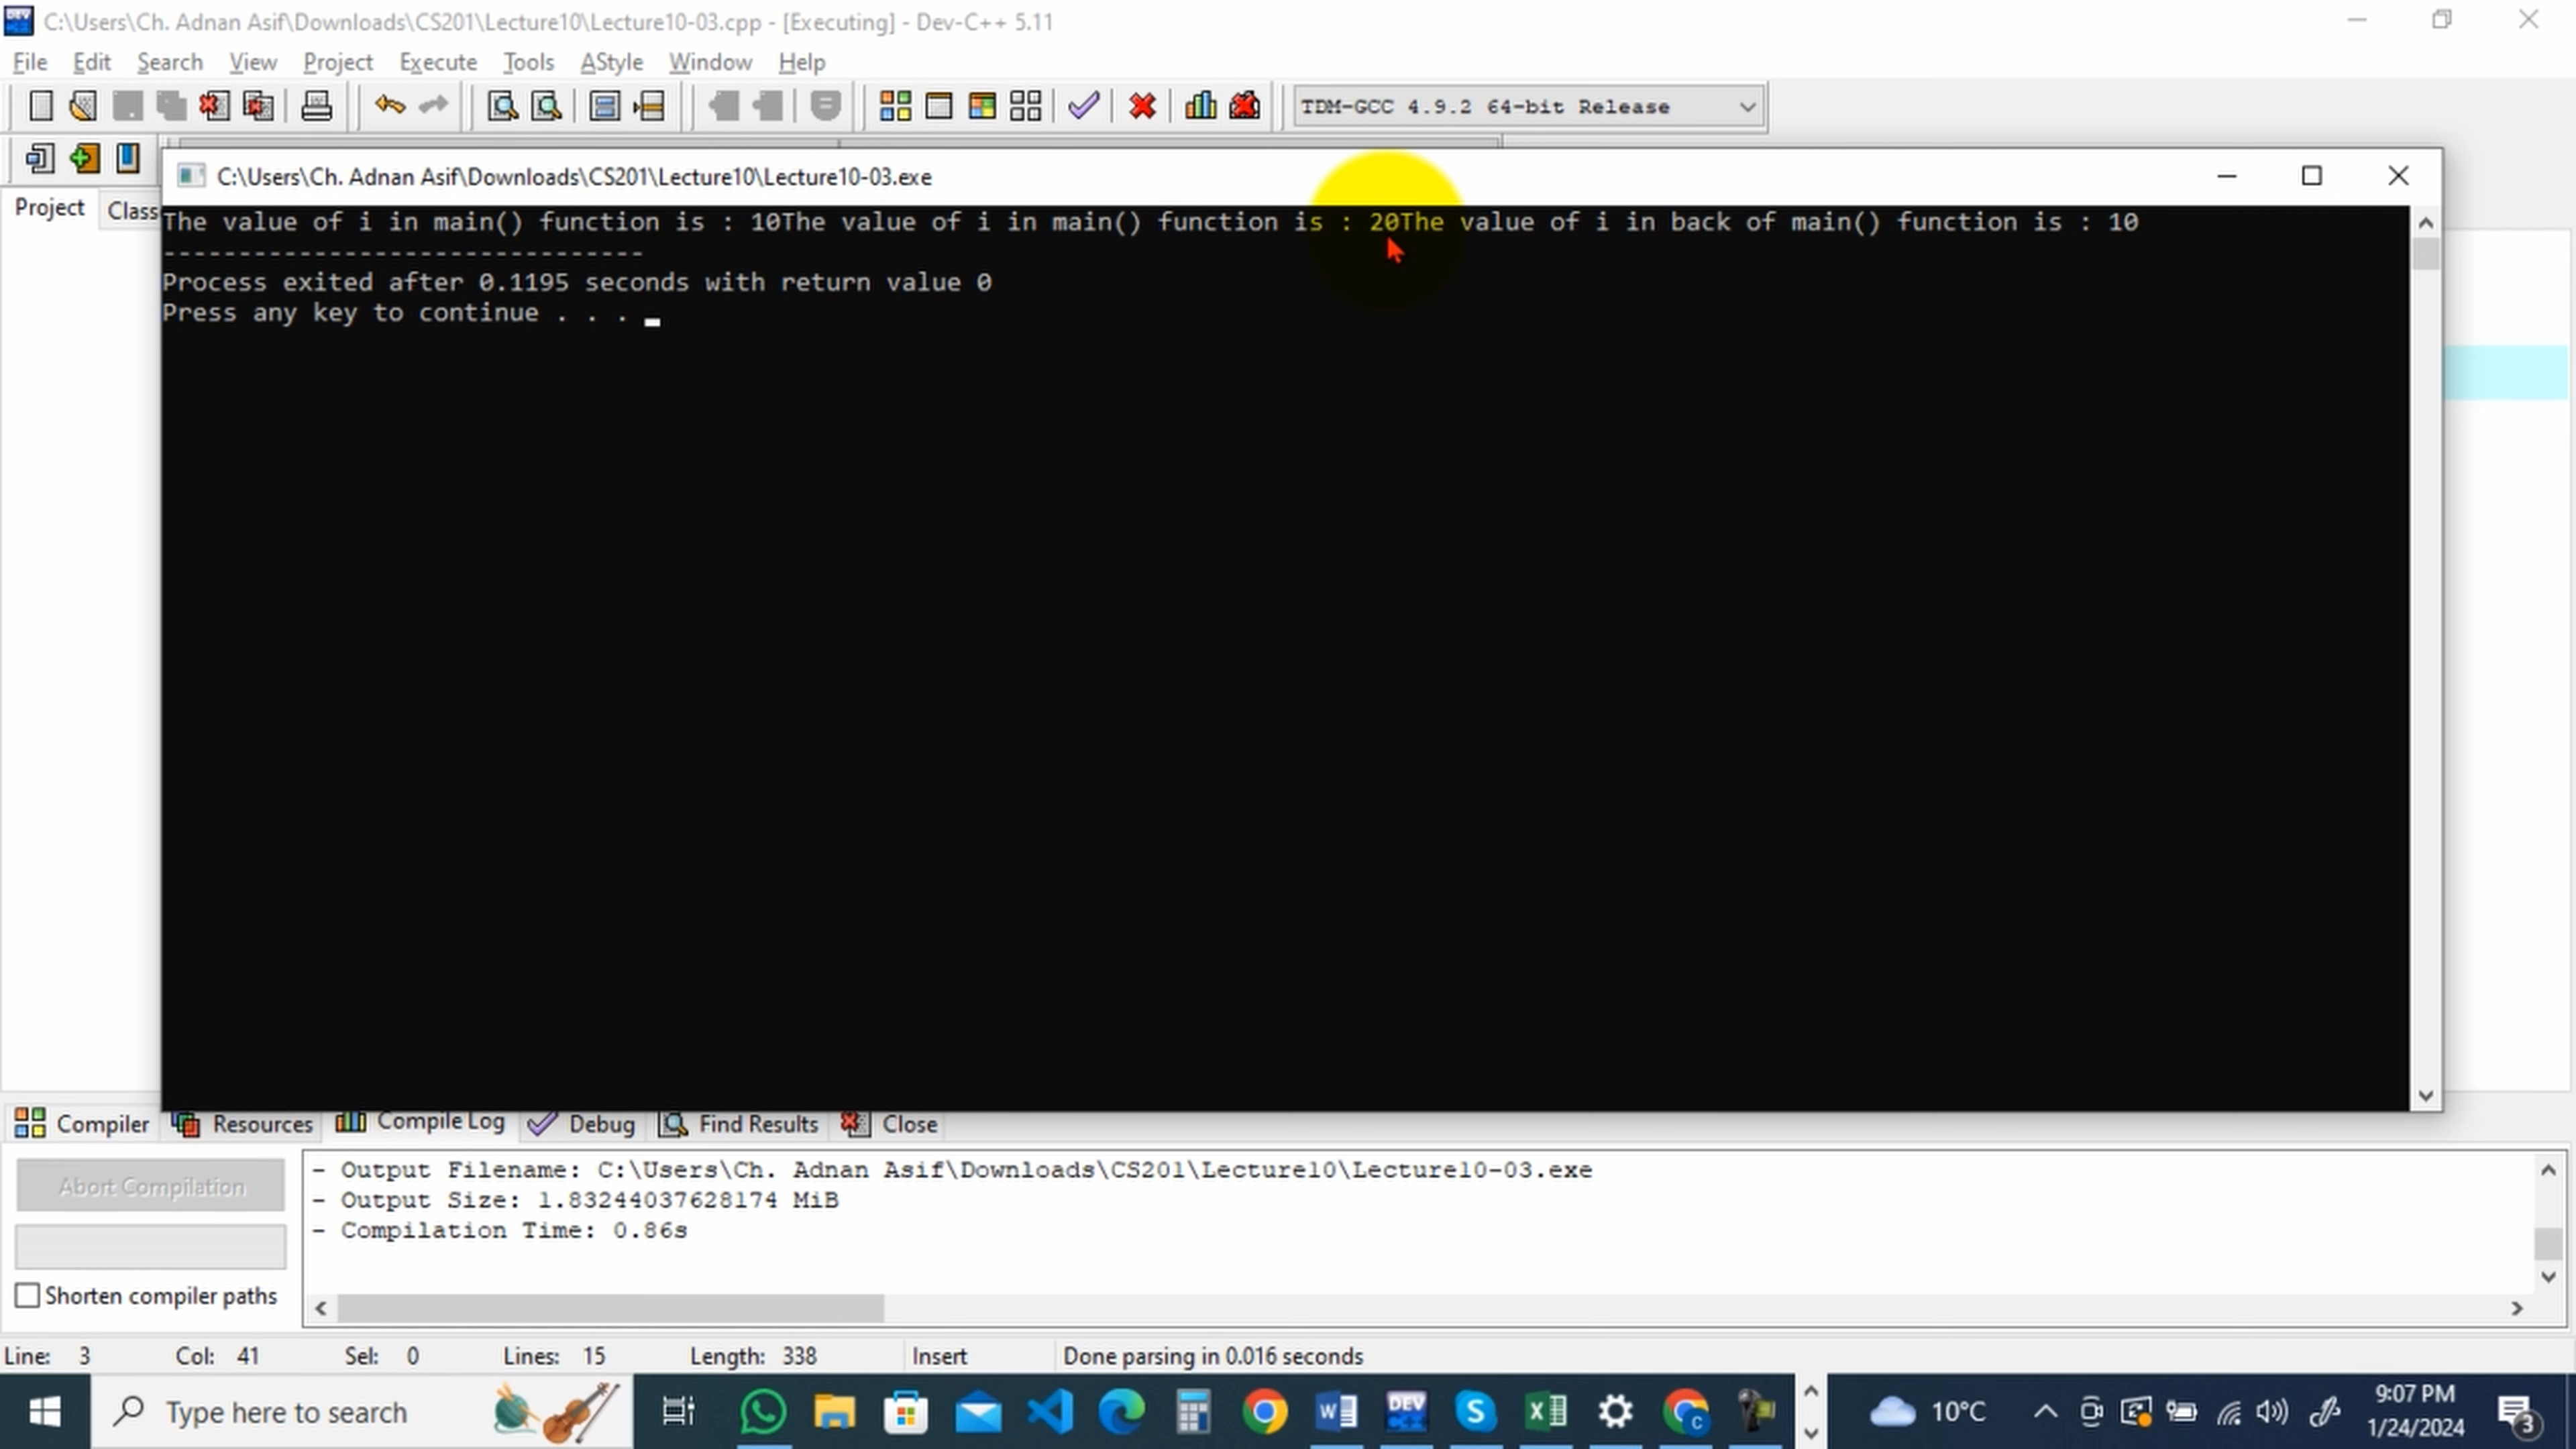 C:\Users\Ch. Adnan Asif\Downloads\CS201\Lecture10\Lecture10-03.cpp - [Executing] - Dev-C++ 5.11
File Edit Search View Project Execute Tools AStyle Window Help
TDM-GCC 4.9.2 64-bit Release
C:\Users\Ch. Adnan Asif\Downloads\CS201\Lecture10\Lecture10-03.exe
Project Class
The value of i in main() function is : 10The value of i in main() function is : 20The value of i in back of main() function is : 10
--------------------------------
Process exited after 0.1195 seconds with return value 0
Press any key to continue . . .
Compiler Resources Compile Log Debug Find Results Close
Abort Compilation
- Output Filename: C:\Users\Ch. Adnan Asif\Downloads\CS201\Lecture10\Lecture10-03.exe
- Output Size: 1.83244037628174 MiB
- Compilation Time: 0.86s
Shorten compiler paths
Line: 3 Col: 41 Sel: 0 Lines: 15 Length: 338 Insert Done parsing in 0.016 seconds
Type here to search
DEV
10°C
9:07 PM
1/24/2024
3